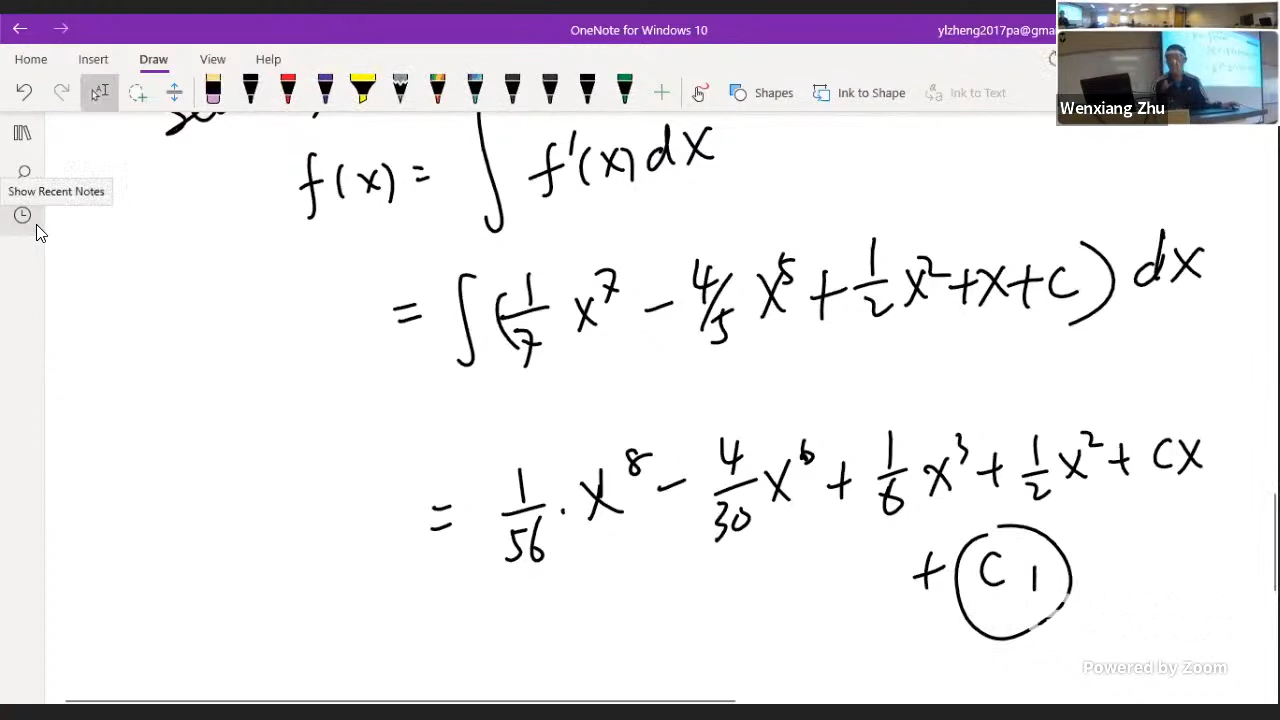 OneNote for Windows 10
ylzheng2017pa@gma
Home Insert Draw View Help
Shapes Ink to Shape Ink to Text
Wenxiang Zhu
Show Recent Notes
f(x) = ∫ f'(x) dx
= ∫ (1/7 x^7 - 4/5 x^5 + 1/2 x^2 + x + C) dx
= 1/56 · x^8 - 4/30 x^6 + 1/6 x^3 + 1/2 x^2 + Cx
+ C1
Powered by Zoom